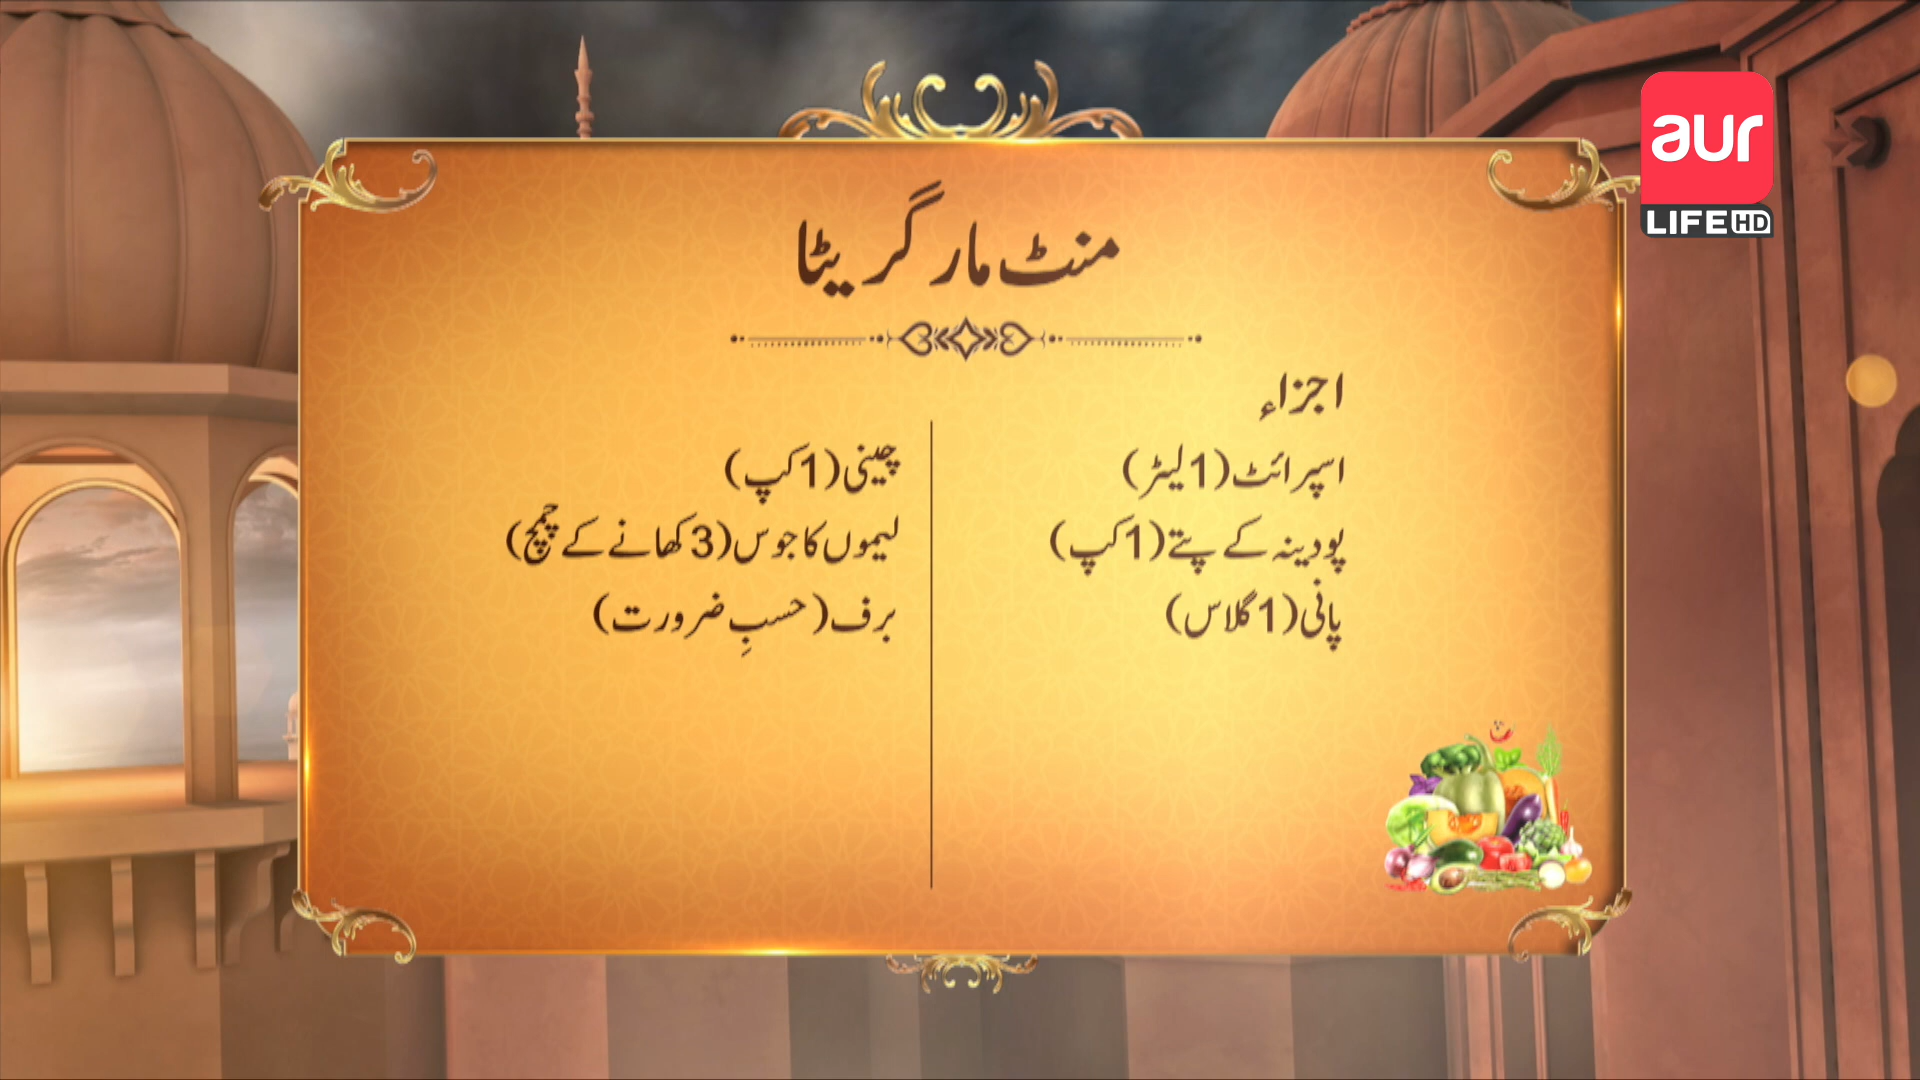 منٹ مارگریٹا
اجزاء
اسپرائٹ (1 لیٹر)
پودینہ کے پتے (1 کپ)
پانی (1 گلاس)
چینی (1 کپ)
لیموں کا جوس (3 کھانے کے چمچ)
برف (حسبِ ضرورت)
aur
LIFE HD